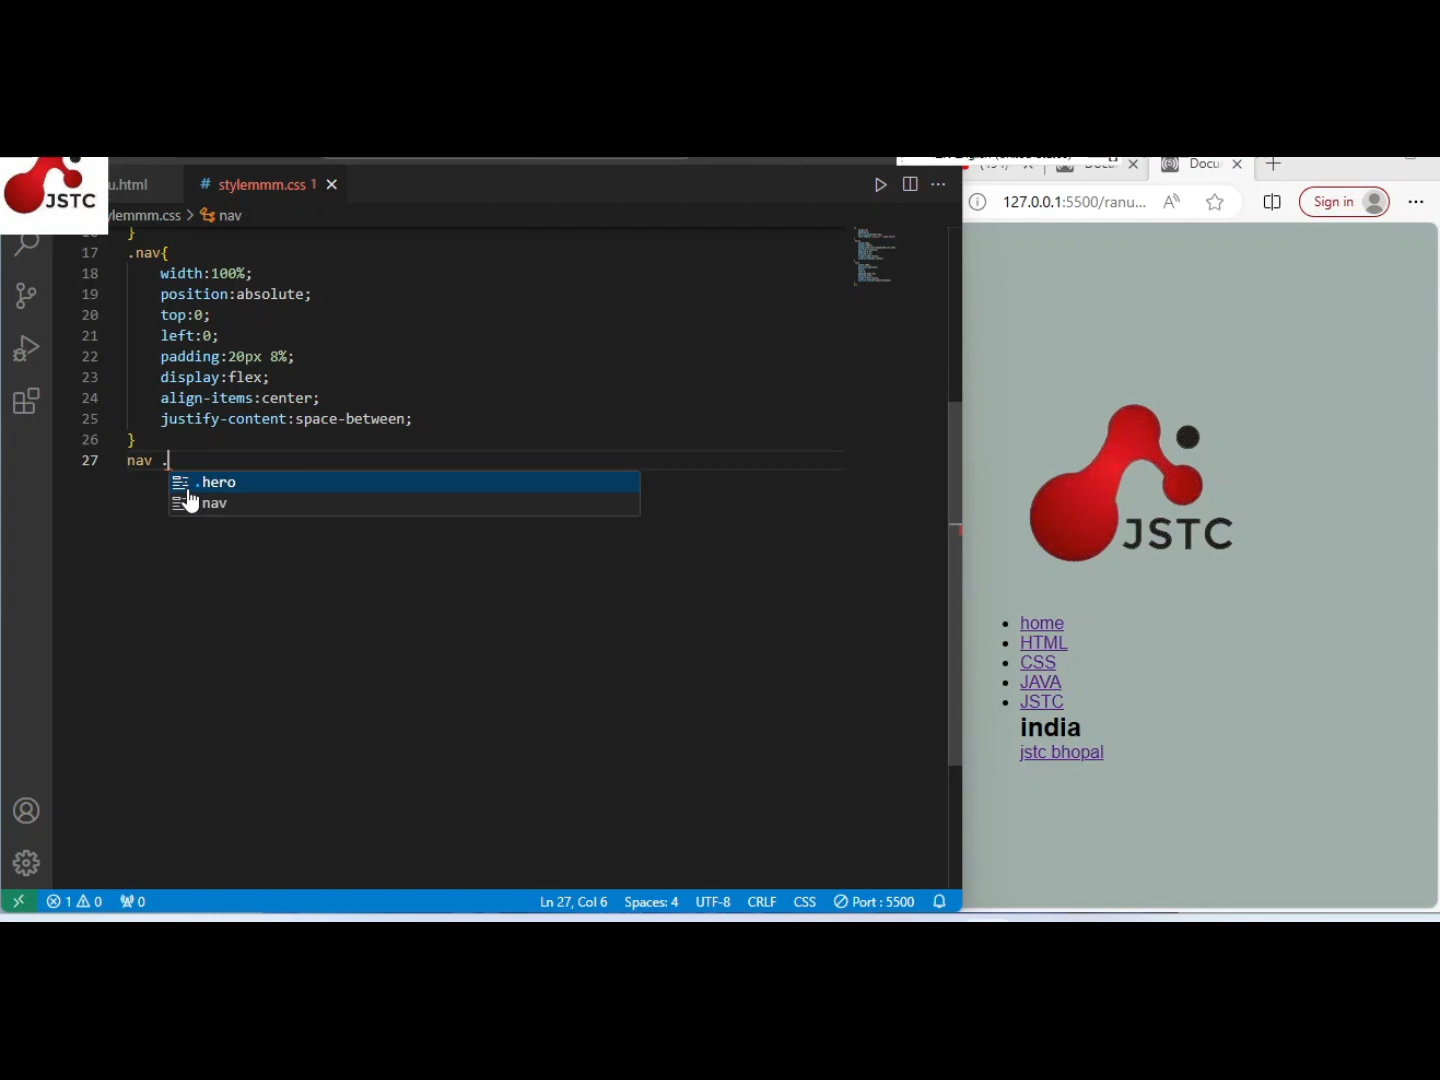 JSTC
u.html
# stylemmm.css 1
lemmm.css > nav
}
17 .nav{
18 width:100%;
19 position:absolute;
20 top:0;
21 left:0;
22 padding:20px 8%;
23 display:flex;
24 align-items:center;
25 justify-content:space-between;
26 }
27 nav .
.hero
nav
1 0 0
Ln 27, Col 6 Spaces: 4 UTF-8 CRLF CSS Port : 5500
Docu
127.0.0.1:5500/ranu... Sign in
JSTC
• home
• HTML
• CSS
• JAVA
• JSTC
india
jstc bhopal